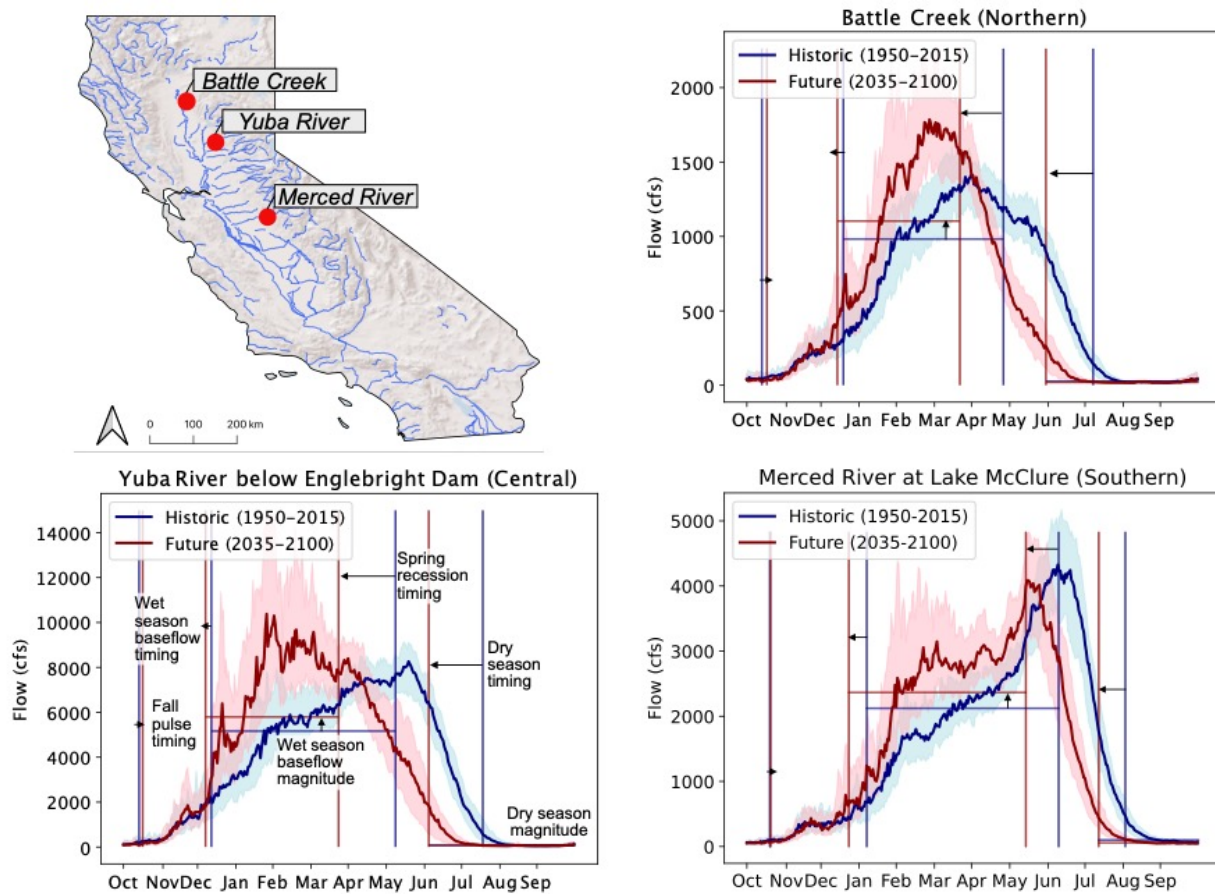 Battle Creek
Yuba River
Merced River
0 100 200 km
Battle Creek (Northern)
Historic (1950-2015)
Future (2035-2100)
Flow (cfs)
2000
1500
1000
500
0
Oct Nov Dec Jan Feb Mar Apr May Jun Jul Aug Sep
Yuba River below Englebright Dam (Central)
Historic (1950-2015)
Future (2035-2100)
Flow (cfs)
14000
12000
10000
8000
6000
4000
2000
0
Spring
recession
timing
Wet
season
baseflow
timing
Dry
season
timing
Fall
pulse
timing
Wet season
baseflow
magnitude
Dry season
magnitude
Oct Nov Dec Jan Feb Mar Apr May Jun Jul Aug Sep
Merced River at Lake McClure (Southern)
Historic (1950-2015)
Future (2035-2100)
Flow (cfs)
5000
4000
3000
2000
1000
0
Oct Nov Dec Jan Feb Mar Apr May Jun Jul Aug Sep